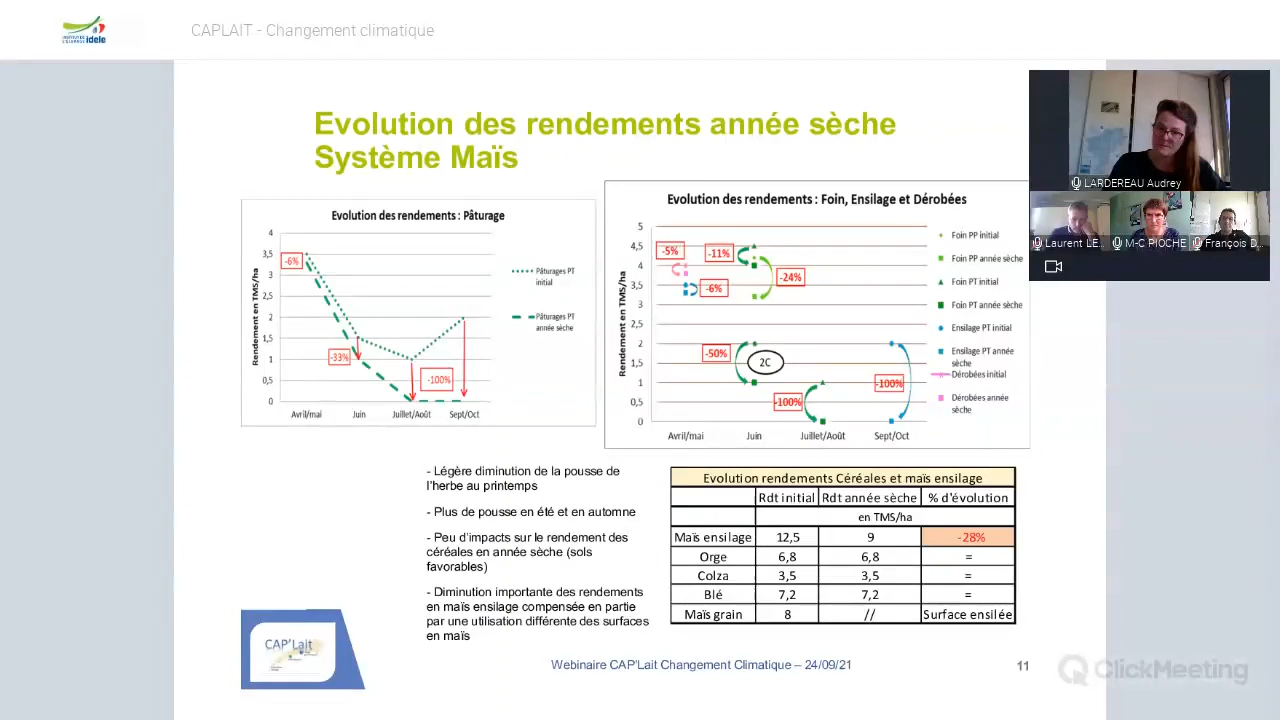 idele
CAPLAIT - Changement climatique
Evolution des rendements année sèche
Système Maïs
LARDEREAU Audrey
Laurent LE...
M-C PIOCHE
François D...
Evolution des rendements : Pâturage
Rendement en TMS/ha
4
3,5
3
2,5
2
1,5
1
0,5
0
-6%
-33%
-100%
Avril/mai
Juin
Juillet/Août
Sept/Oct
Pâturages PT
initial
Pâturages PT
année sèche
Evolution des rendements : Foin, Ensilage et Dérobées
Rendement en TMS/ha
5
4,5
4
3,5
3
2,5
2
1,5
1
0,5
0
-5%
-11%
-24%
-6%
-50%
2C
-100%
-100%
Avril/mai
Juin
Juillet/Août
Sept/Oct
Foin PP initial
Foin PP année sèche
Foin PT initial
Foin PT année sèche
Ensilage PT initial
Ensilage PT année
sèche
Dérobées initial
Dérobées année
sèche
- Légère diminution de la pousse de
l'herbe au printemps
- Plus de pousse en été et en automne
- Peu d'impacts sur le rendement des
céréales en année sèche (sols
favorables)
- Diminution importante des rendements
en maïs ensilage compensée en partie
par une utilisation différente des surfaces
en maïs
Evolution rendements Céréales et maïs ensilage
Rdt initial Rdt année sèche % d'évolution
en TMS/ha
Maïs ensilage 12,5 9 -28%
Orge 6,8 6,8 =
Colza 3,5 3,5 =
Blé 7,2 7,2 =
Maïs grain 8 // Surface ensilée
CAP'Lait
Webinaire CAP'Lait Changement Climatique – 24/09/21
11
ClickMeeting